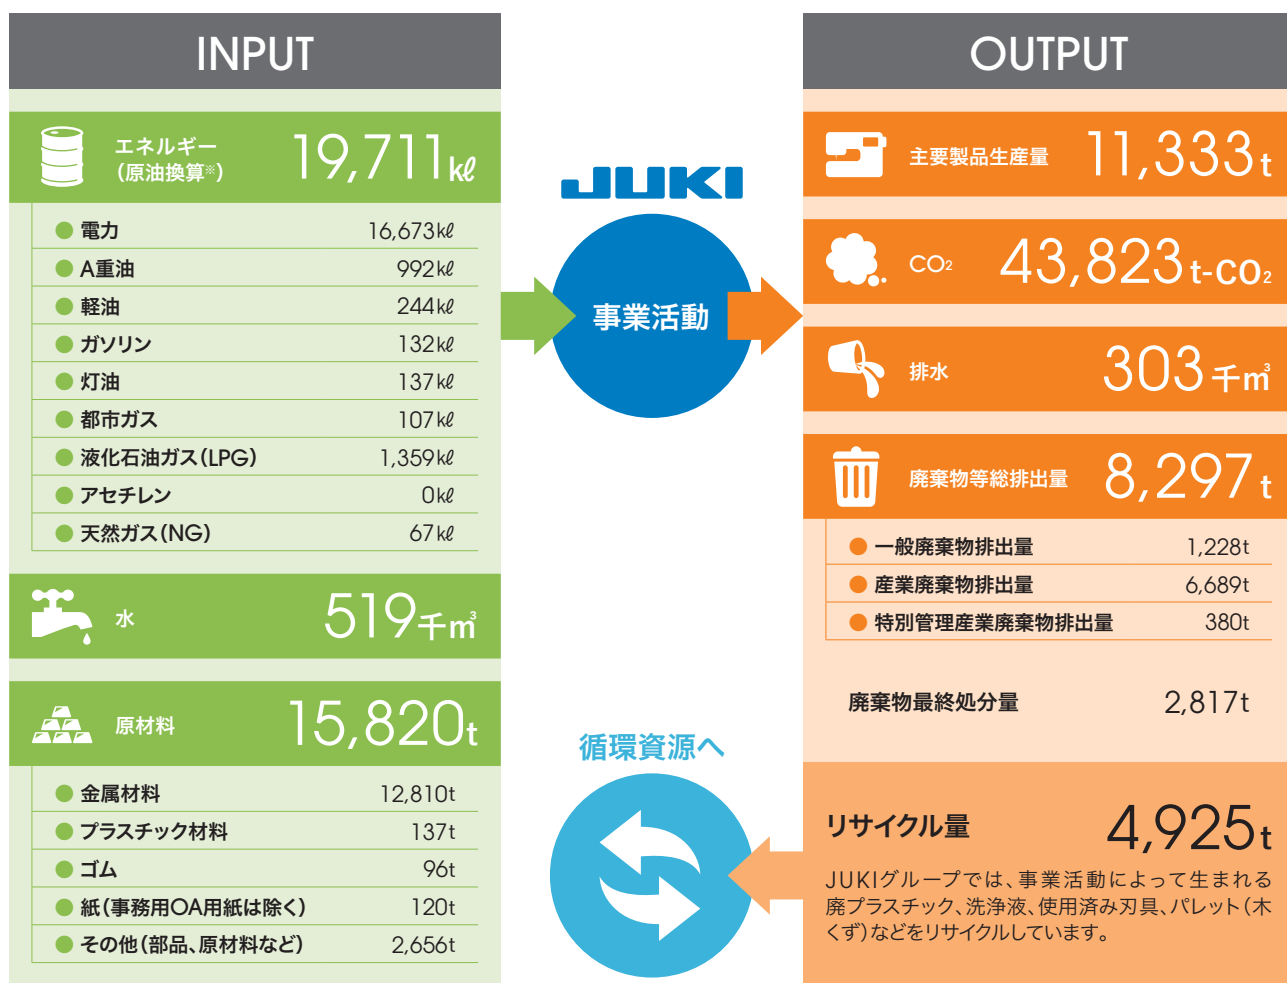 INPUT
エネルギー
（原油換算※）
19,711kℓ
電力 16,673kℓ
A重油 992kℓ
軽油 244kℓ
ガソリン 132kℓ
灯油 137kℓ
都市ガス 107kℓ
液化石油ガス（LPG） 1,359kℓ
アセチレン 0kℓ
天然ガス（NG） 67kℓ
水 519千㎥
原材料 15,820t
金属材料 12,810t
プラスチック材料 137t
ゴム 96t
紙（事務用OA用紙は除く） 120t
その他（部品、原材料など） 2,656t
JUKI
事業活動
循環資源へ
OUTPUT
主要製品生産量 11,333t
CO₂ 43,823t-CO₂
排水 303千㎥
廃棄物等総排出量 8,297t
一般廃棄物排出量 1,228t
産業廃棄物排出量 6,689t
特別管理産業廃棄物排出量 380t
廃棄物最終処分量 2,817t
リサイクル量 4,925t
JUKIグループでは、事業活動によって生まれる
廃プラスチック、洗浄液、使用済み刃具、パレット（木
くず）などをリサイクルしています。